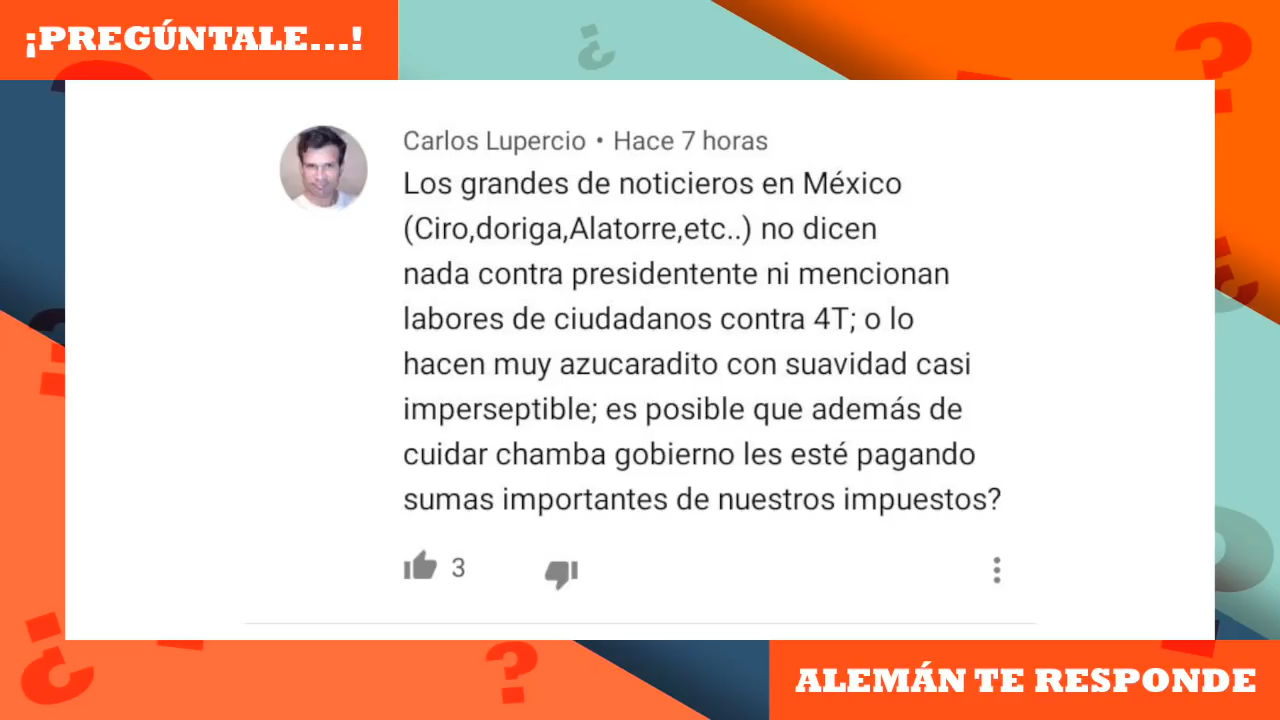 ¡PREGÚNTALE...!
Carlos Lupercio • Hace 7 horas
Los grandes de noticieros en México
(Ciro,doriga,Alatorre,etc..) no dicen
nada contra presidentente ni mencionan
labores de ciudadanos contra 4T; o lo
hacen muy azucaradito con suavidad casi
imperseptible; es posible que además de
cuidar chamba gobierno les esté pagando
sumas importantes de nuestros impuestos?
3
ALEMÁN TE RESPONDE